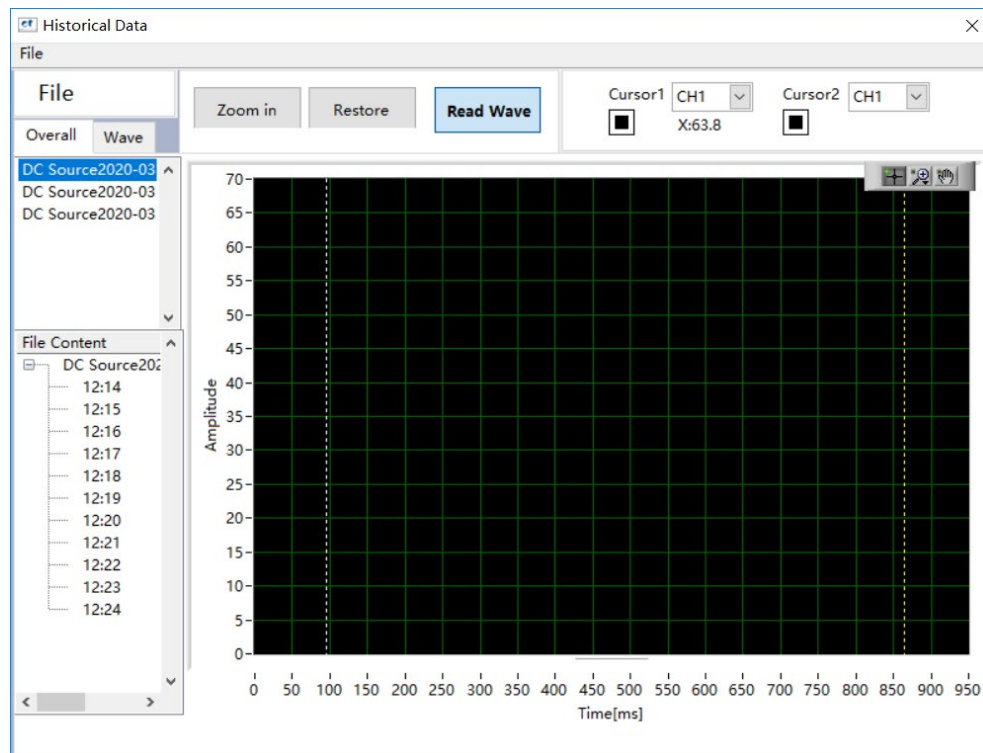 cf Historical Data
File
File
Zoom in
Restore
Read Wave
Cursor1 CH1
X:63.8
Cursor2 CH1
Overall
Wave
DC Source2020-03
DC Source2020-03
DC Source2020-03
File Content
DC Source202
12:14
12:15
12:16
12:17
12:18
12:19
12:20
12:21
12:22
12:23
12:24
Amplitude
70
65
60
55
50
45
40
35
30
25
20
15
10
5
0
0 50 100 150 200 250 300 350 400 450 500 550 600 650 700 750 800 850 900 950
Time[ms]